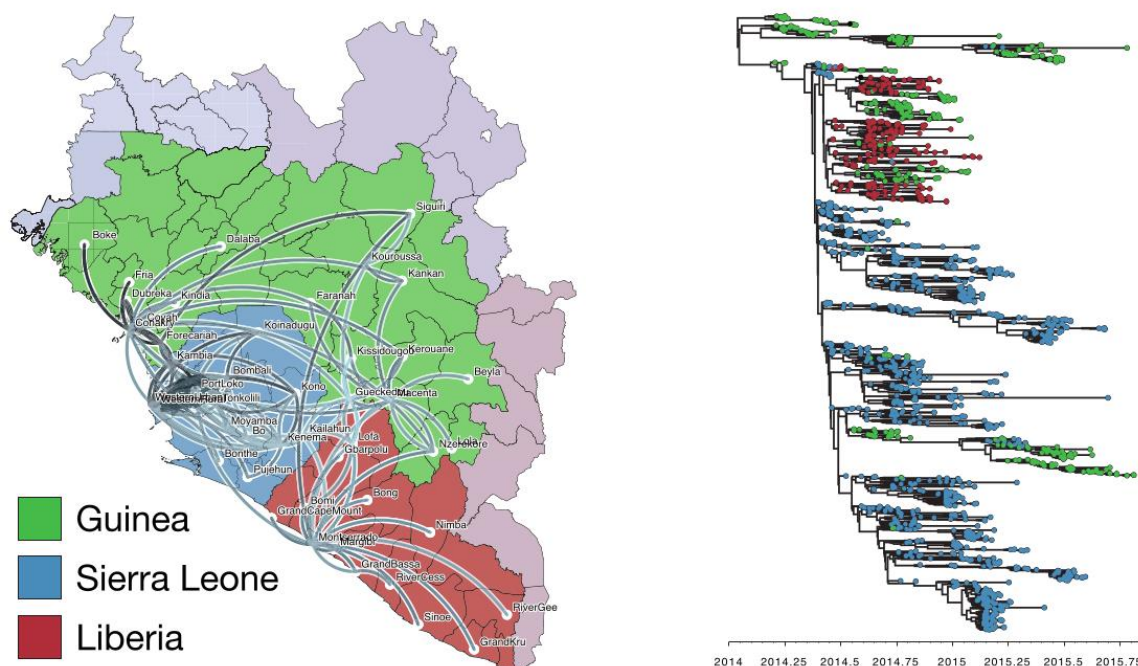 Siguiri
Boke
Dalaba
Kouroussa
Kankan
Fria
Dubreka
Kindia
Faranah
Coyah
Conakry
Koinadugu
Forecariah
Kissidougou
Kerouane
Kambia
Bombali
Beyla
PortLoko
Kono
Gueckedou
Macenta
Tonkolili
Moyamba
Kailahun
Bo
Kenema
Lofa
Nzerekore
Lola
Gbarpolu
Bonthe
Pujehun
Bomi
Bong
GrandCapeMount
Nimba
Montserrado
Margibi
GrandBassa
RiverCess
RiverGee
Sinoe
GrandKru
Guinea
Sierra Leone
Liberia
2014 2014.25 2014.5 2014.75 2015 2015.25 2015.5 2015.75